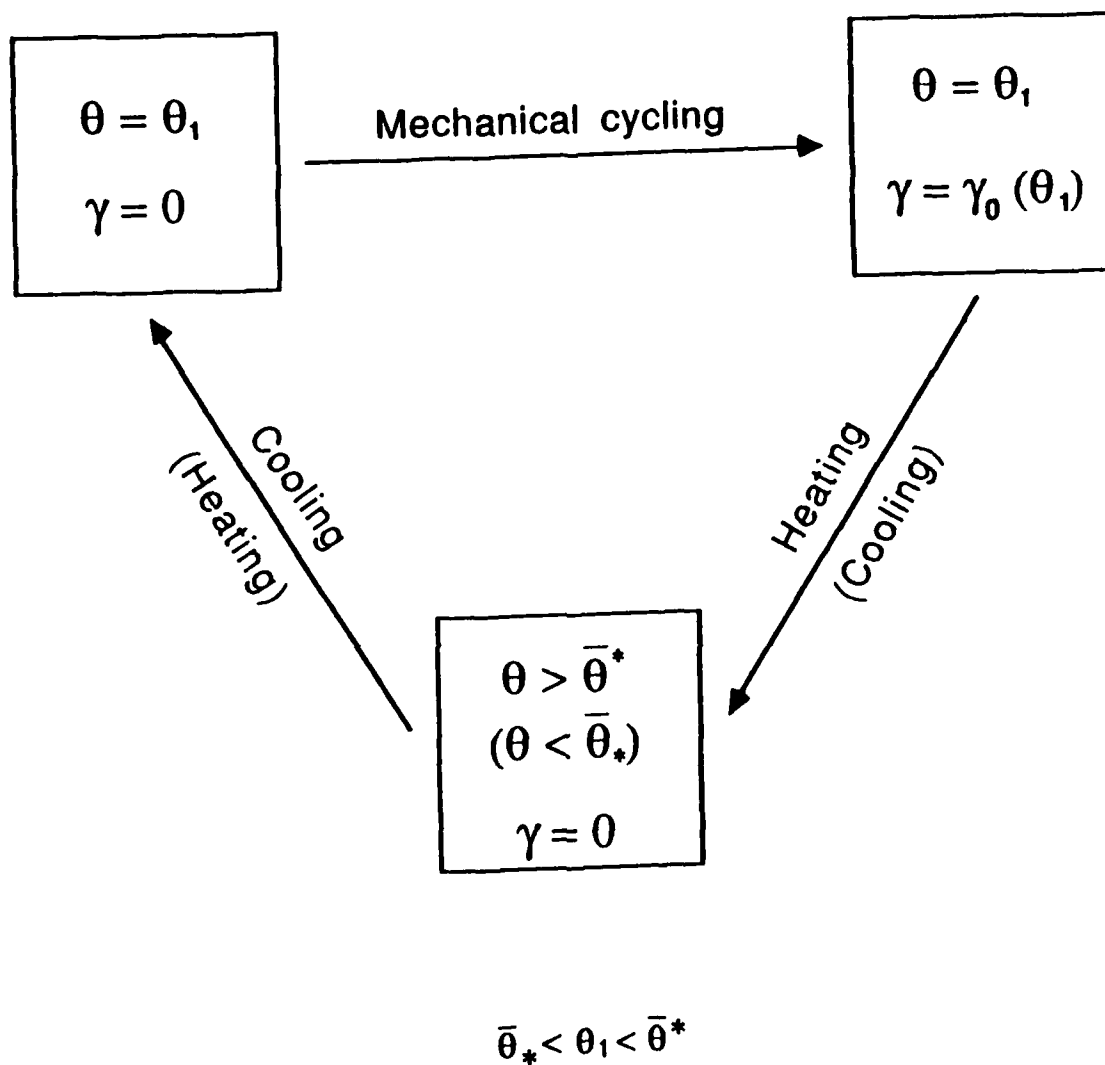 θ = θ₁
γ = 0
Mechanical cycling
θ = θ₁
γ = γ₀ (θ₁)
Cooling
(Heating)
Heating
(Cooling)
θ > θ̄*
(θ < θ̄⁎)
γ = 0
θ̄⁎ < θ₁ < θ̄*